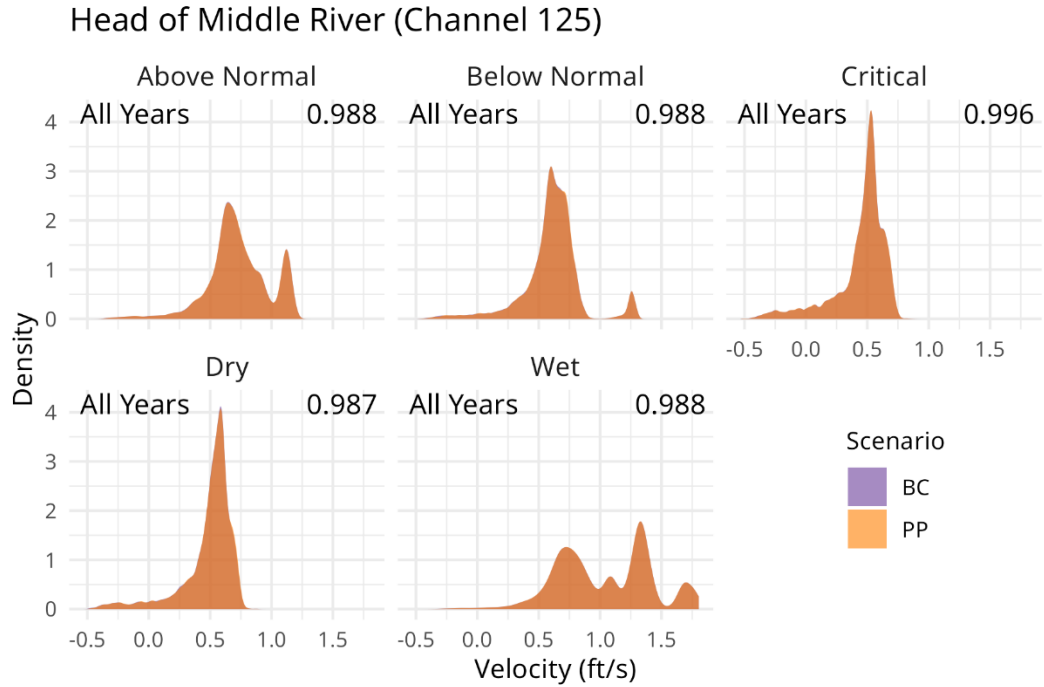 Head of Middle River (Channel 125)
Above Normal
Below Normal
Critical
All Years 0.988
All Years 0.988
All Years 0.996
4
3
2
1
0
-0.5 0.0 0.5 1.0 1.5
Density
Dry
Wet
All Years 0.987
All Years 0.988
4
3
2
1
0
-0.5 0.0 0.5 1.0 1.5
-0.5 0.0 0.5 1.0 1.5
Velocity (ft/s)
Scenario
BC
PP